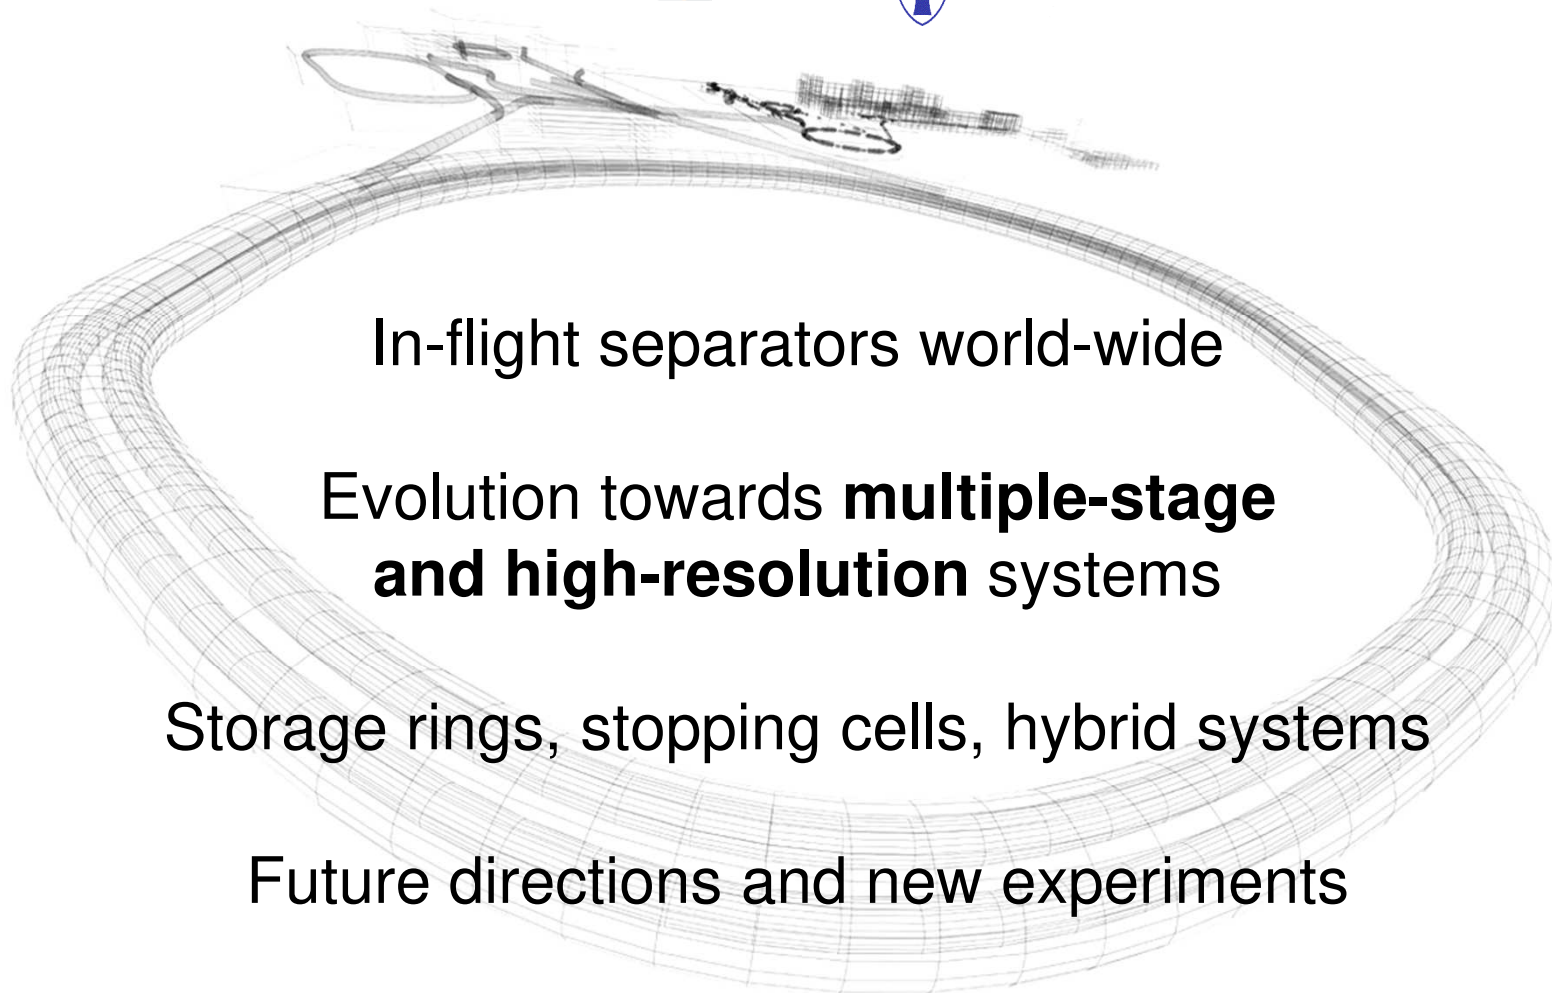 In-flight separators world-wide
Evolution towards multiple-stage
and high-resolution systems
Storage rings, stopping cells, hybrid systems
Future directions and new experiments